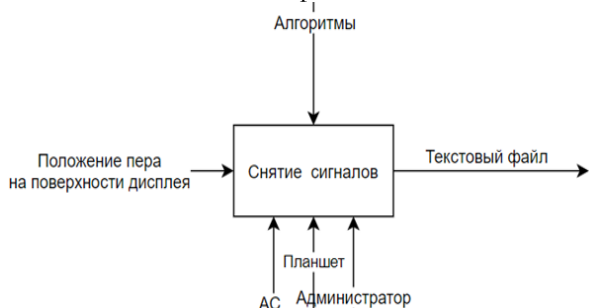 Алгоритмы
Положение пера
на поверхности дисплея
Снятие сигналов
Текстовый файл
Планшет
АС
Администратор